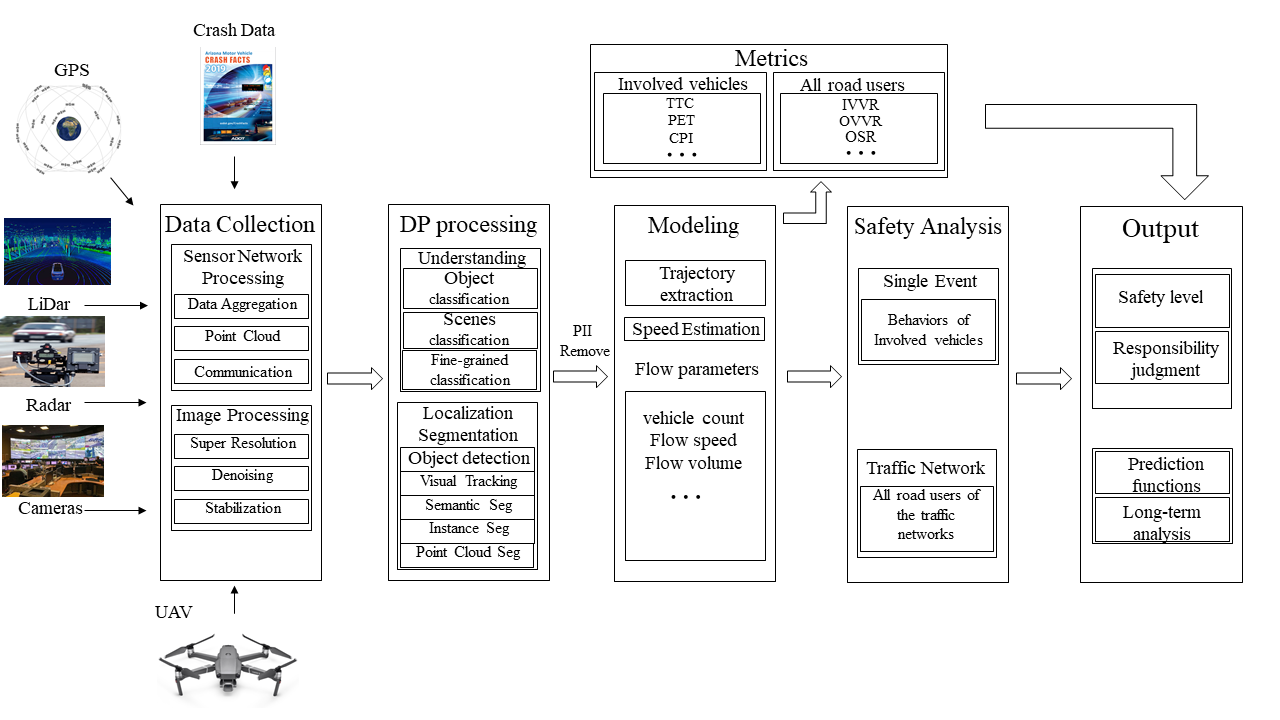 Crash Data
Arizona Motor Vehicle
CRASH FACTS
2019
ADOT
GPS
LiDar
Radar
Cameras
UAV
Data Collection
Sensor Network
Processing
Data Aggregation
Point Cloud
Communication
Image Processing
Super Resolution
Denoising
Stabilization
DP processing
Understanding
Object
classification
Scenes
classification
Fine-grained
classification
Localization
Segmentation
Object detection
Visual Tracking
Semantic Seg
Instance Seg
Point Cloud Seg
PII
Remove
Modeling
Trajectory
extraction
Speed Estimation
Flow parameters
vehicle count
Flow speed
Flow volume
• • •
Metrics
Involved vehicles
TTC
PET
CPI
• • •
All road users
IVVR
OVVR
OSR
• • •
Safety Analysis
Single Event
Behaviors of
Involved vehicles
Traffic Network
All road users of
the traffic
networks
Output
Safety level
Responsibility
judgment
Prediction
functions
Long-term
analysis